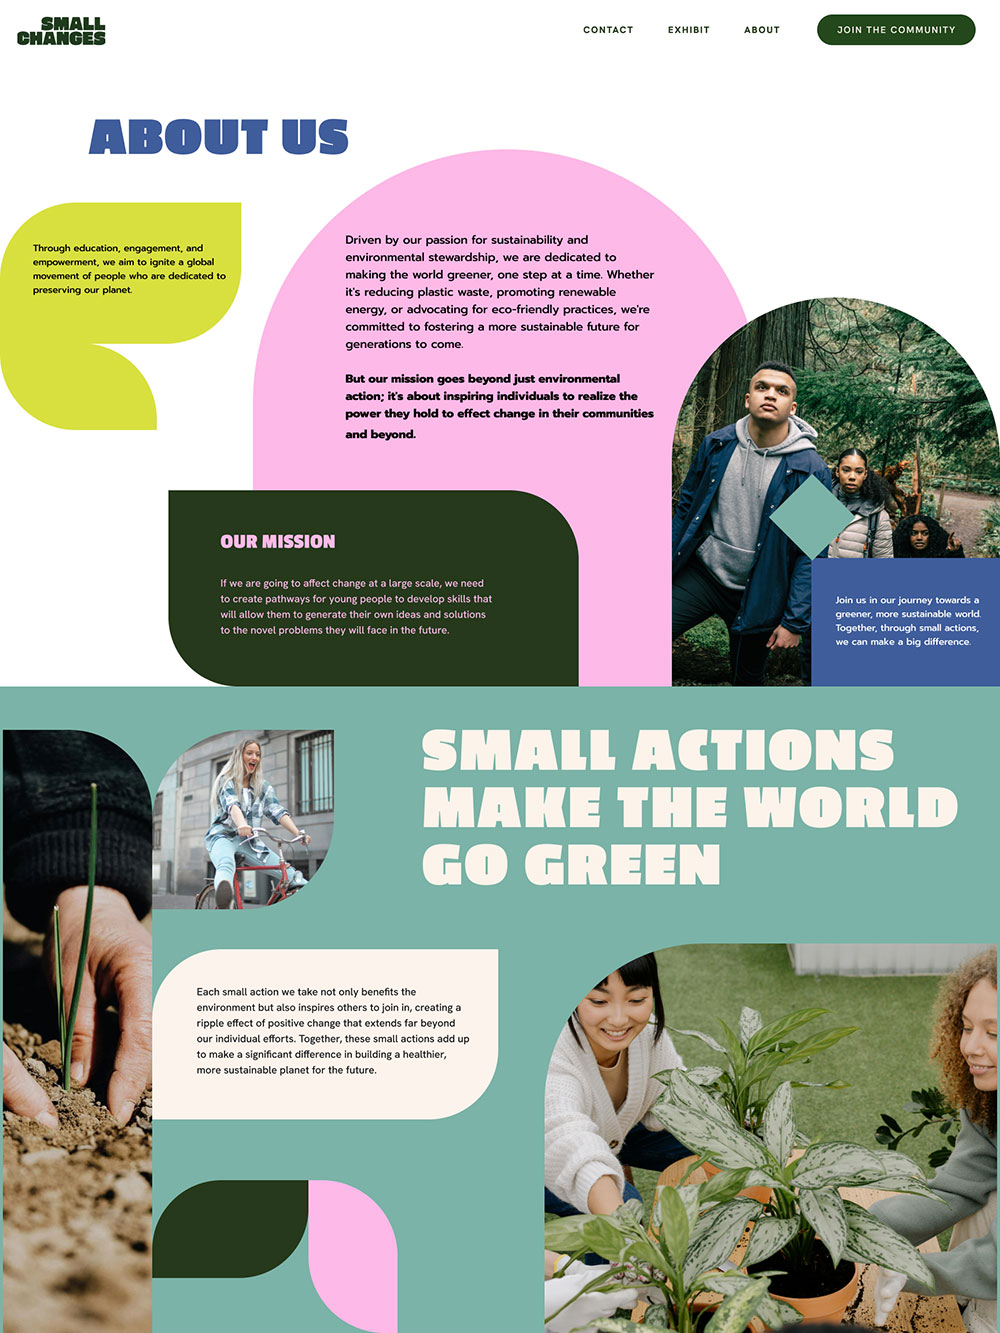 SMALL
CHANGES
CONTACT
EXHIBIT
ABOUT
JOIN THE COMMUNITY
ABOUT US
Through education, engagement, and
empowerment, we aim to ignite a global
movement of people who are dedicated to
preserving our planet.
Driven by our passion for sustainability and
environmental stewardship, we are dedicated to
making the world greener, one step at a time. Whether
it's reducing plastic waste, promoting renewable
energy, or advocating for eco-friendly practices, we're
committed to fostering a more sustainable future for
generations to come.
But our mission goes beyond just environmental
action; it's about inspiring individuals to realize the
power they hold to effect change in their communities
and beyond.
OUR MISSION
If we are going to affect change at a large scale, we need
to create pathways for young people to develop skills that
will allow them to generate their own ideas and solutions
to the novel problems they will face in the future.
Join us in our journey towards a
greener, more sustainable world.
Together, through small actions,
we can make a big difference.
SMALL ACTIONS
MAKE THE WORLD
GO GREEN
Each small action we take not only benefits the
environment but also inspires others to join in, creating a
ripple effect of positive change that extends far beyond
our individual efforts. Together, these small actions add up
to make a significant difference in building a healthier,
more sustainable planet for the future.